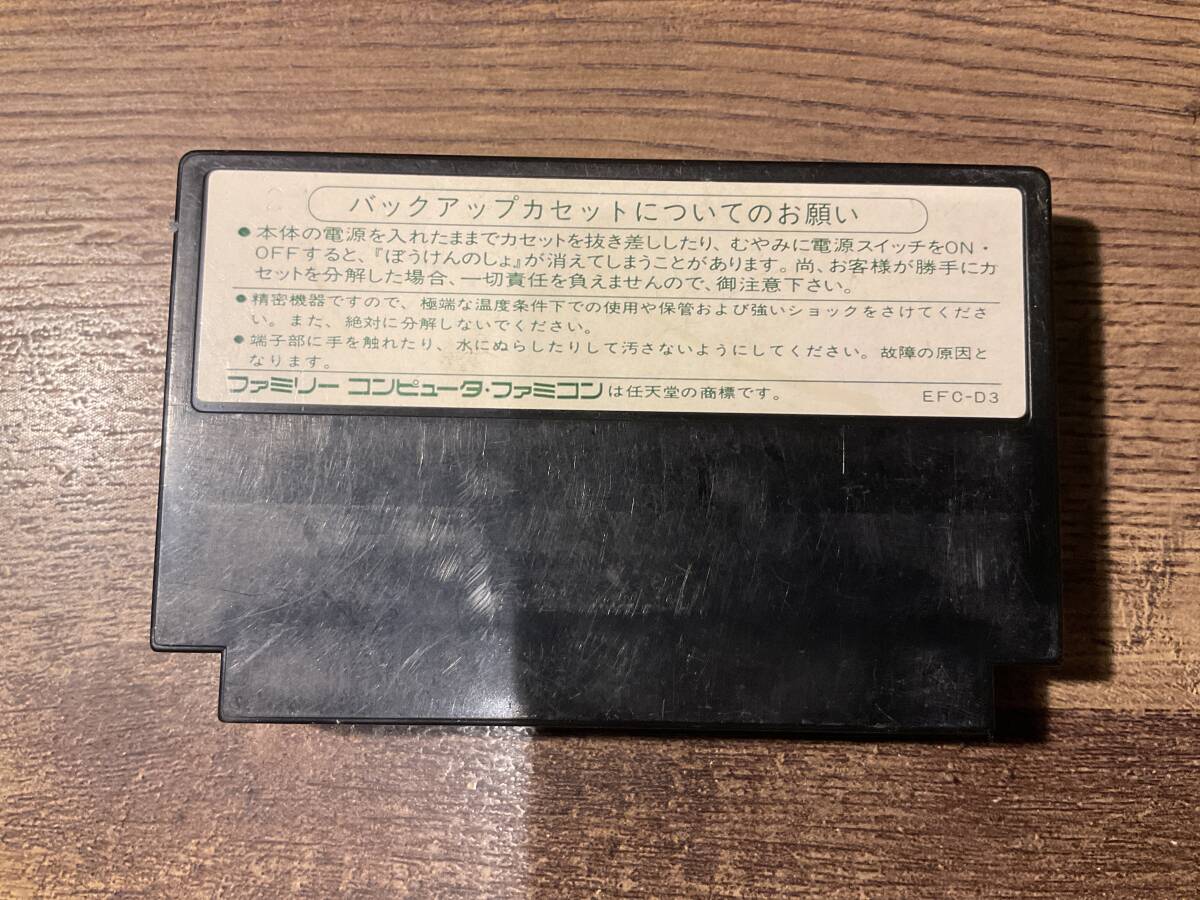 バックアップカセットについてのお願い
●本体の電源を入れたままでカセットを抜き差ししたり、むやみに電源スイッチをON・
OFFすると、『ぼうけんのしょ』が消えてしまうことがあります。尚、お客様が勝手にカ
セットを分解した場合、一切責任を負えませんので、御注意下さい。
●精密機器ですので、極端な温度条件下での使用や保管および強いショックをさけてくださ
い。また、絶対に分解しないでください。
●端子部に手を触れたり、水にぬらしたりして汚さないようにしてください。故障の原因と
なります。
ファミリー コンピュータ・ファミコンは任天堂の商標です。 EFC-D3